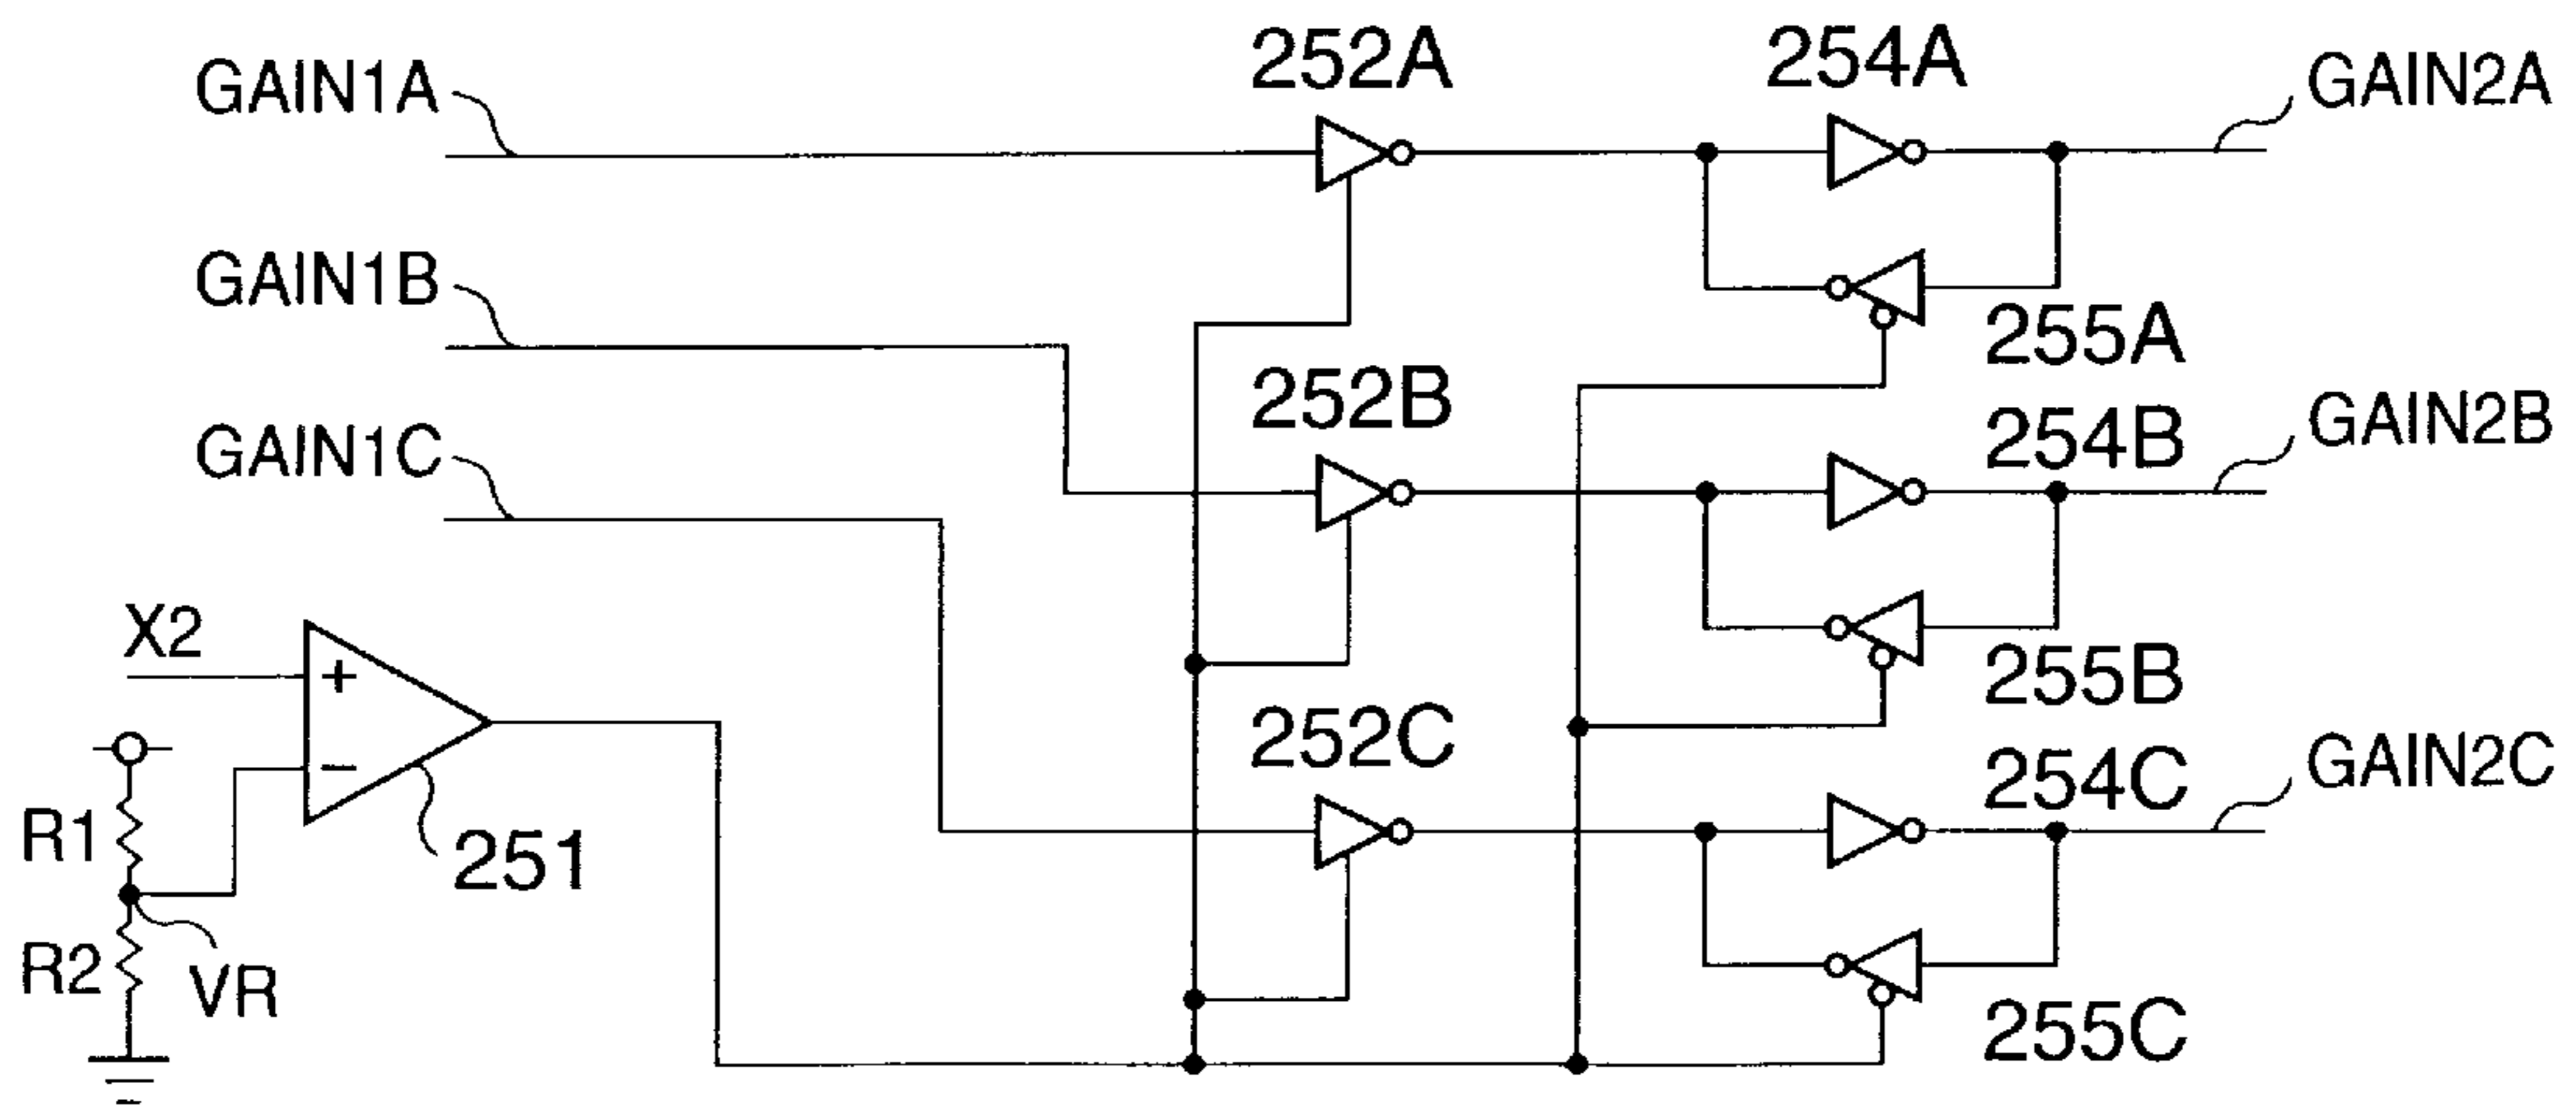 252A
254A
GAIN1A
GAIN2A
GAIN1B
255A
252B
254B
GAIN2B
GAIN1C
X2
+
255B
252C
254C
GAIN2C
−
R1
251
R2
VR
255C